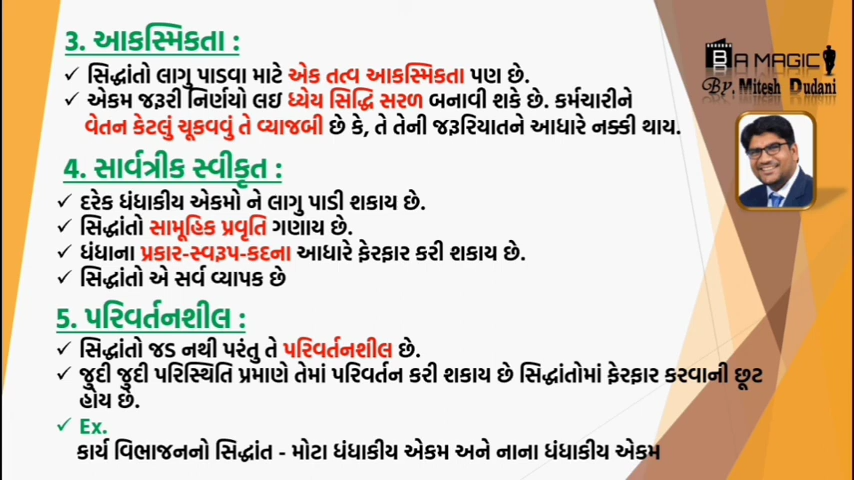 3. આકસ્મિકતા :
✓ સિદ્ધાંતો લાગુ પાડવા માટે એક તત્વ આકસ્મિકતા પણ છે.
✓ એકમ જરૂરી નિર્ણયો લઇ ધ્યેય સિદ્ધિ સરળ બનાવી શકે છે. કર્મચારીને
વેતન કેટલું ચૂકવવું તે વ્યાજબી છે કે, તે તેની જરૂરિયાતને આધારે નક્કી થાય.
BA MAGIC
By. Mitesh Dudani
4. સાર્વત્રીક સ્વીકૃત :
✓ દરેક ધંધાકીય એકમો ને લાગુ પાડી શકાય છે.
✓ સિદ્ધાંતો સામૂહિક પ્રવૃતિ ગણાય છે.
✓ ધંધાના પ્રકાર-સ્વરૂપ-કદના આધારે ફેરફાર કરી શકાય છે.
✓ સિદ્ધાંતો એ સર્વ વ્યાપક છે
5. પરિવર્તનશીલ :
✓ સિદ્ધાંતો જડ નથી પરંતુ તે પરિવર્તનશીલ છે.
✓ જુદી જુદી પરિસ્થિતિ પ્રમાણે તેમાં પરિવર્તન કરી શકાય છે સિદ્ધાંતોમાં ફેરફાર કરવાની છૂટ
હોય છે.
✓ Ex.
કાર્ય વિભાજનનો સિદ્ધાંત - મોટા ધંધાકીય એકમ અને નાના ધંધાકીય એકમ